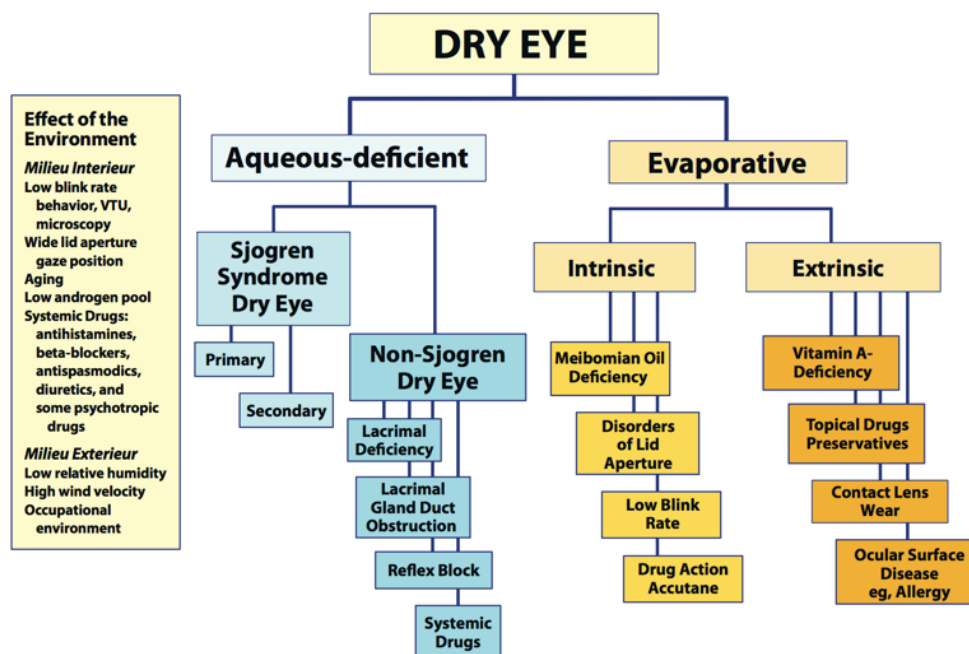 DRY EYE
Effect of the
Environment
Milieu Interieur
Low blink rate
behavior, VTU,
microscopy
Wide lid aperture
gaze position
Aging
Low androgen pool
Systemic Drugs:
antihistamines,
beta-blockers,
antispasmodics,
diuretics, and
some psychotropic
drugs
Milieu Exterieur
Low relative humidity
High wind velocity
Occupational
environment
Aqueous-deficient
Sjogren
Syndrome
Dry Eye
Primary
Secondary
Non-Sjogren
Dry Eye
Lacrimal
Deficiency
Lacrimal
Gland Duct
Obstruction
Reflex Block
Systemic
Drugs
Evaporative
Intrinsic
Meibomian Oil
Deficiency
Disorders
of Lid
Aperture
Low Blink
Rate
Drug Action
Accutane
Extrinsic
Vitamin A-
Deficiency
Topical Drugs
Preservatives
Contact Lens
Wear
Ocular Surface
Disease
eg, Allergy